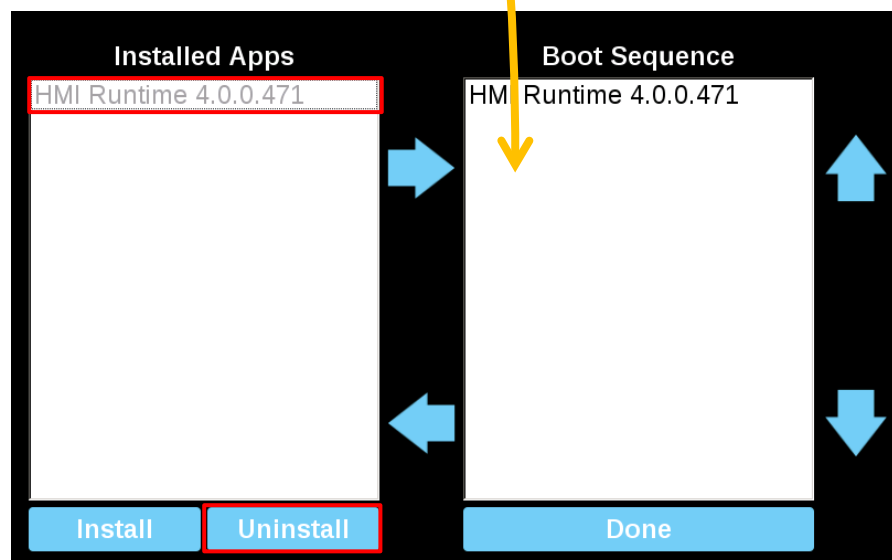 Installed Apps
HMI Runtime 4.0.0.471
Install
Uninstall
Boot Sequence
HMI Runtime 4.0.0.471
Done